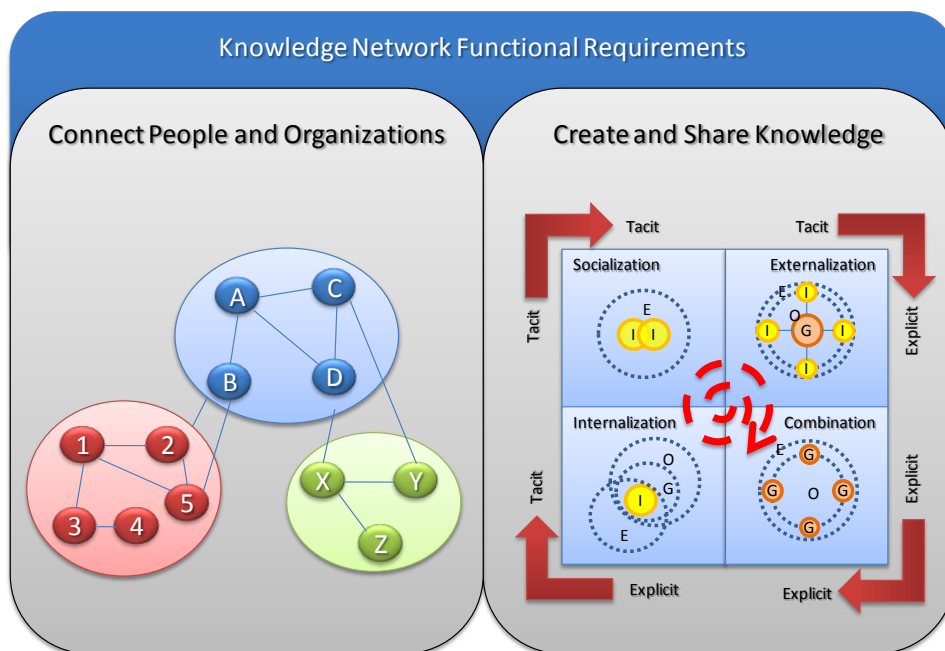 Knowledge Network Functional Requirements
Connect People and Organizations
A
C
B
D
1
2
5
3
4
X
Y
Z
Create and Share Knowledge
Tacit
Tacit
Tacit
Explicit
Socialization
E
I
I
Externalization
E
I
O
I
G
I
I
Internalization
O
G
I
E
Combination
E
G
G
O
G
G
Tacit
Explicit
Explicit
Explicit